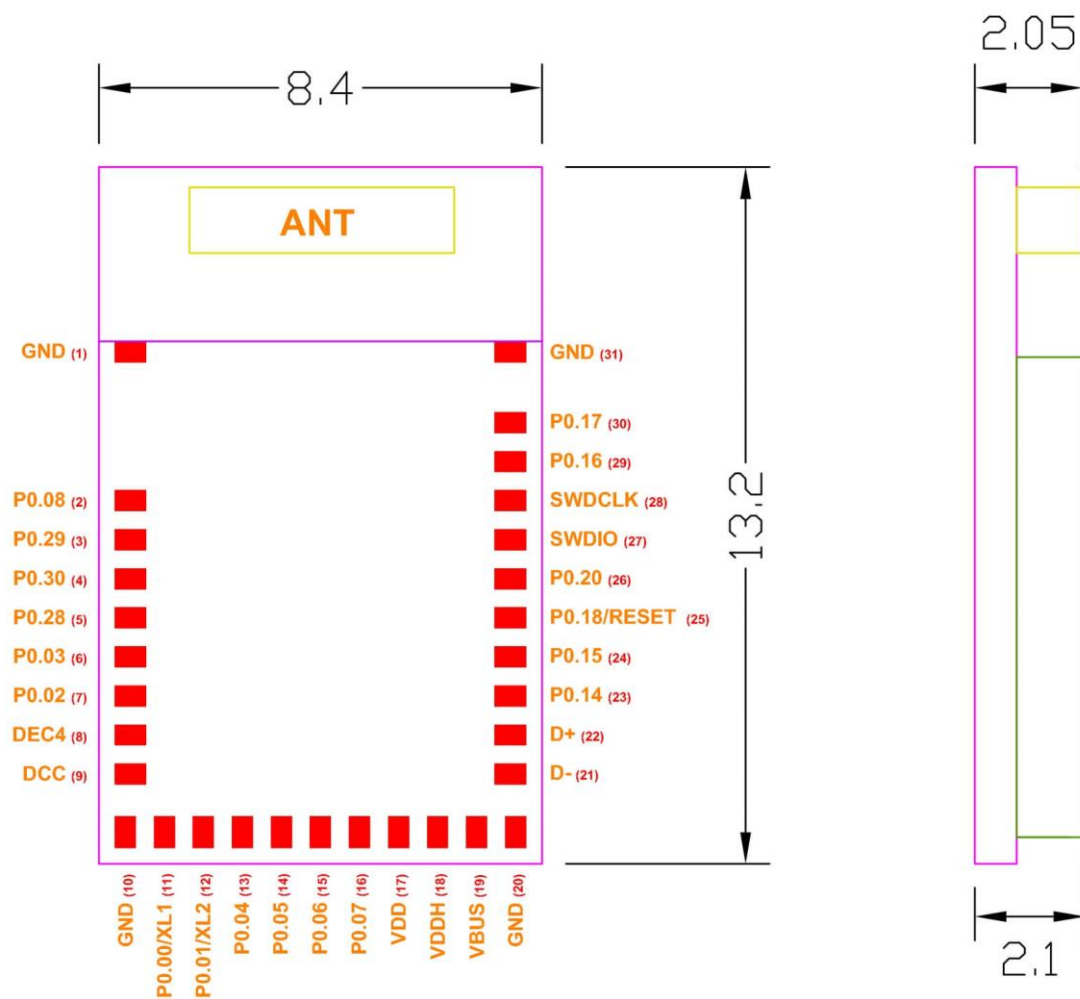 2.05
8.4
ANT
GND (1)
GND (31)
P0.17 (30)
P0.16 (29)
P0.08 (2)
SWDCLK (28)
P0.29 (3)
SWDIO (27)
P0.30 (4)
P0.20 (26)
P0.28 (5)
P0.18/RESET (25)
P0.03 (6)
P0.15 (24)
P0.02 (7)
P0.14 (23)
DEC4 (8)
D+ (22)
DCC (9)
D- (21)
13.2
GND (10)
P0.00/XL1 (11)
P0.01/XL2 (12)
P0.04 (13)
P0.05 (14)
P0.06 (15)
P0.07 (16)
VDD (17)
VDDH (18)
VBUS (19)
GND (20)
2.1